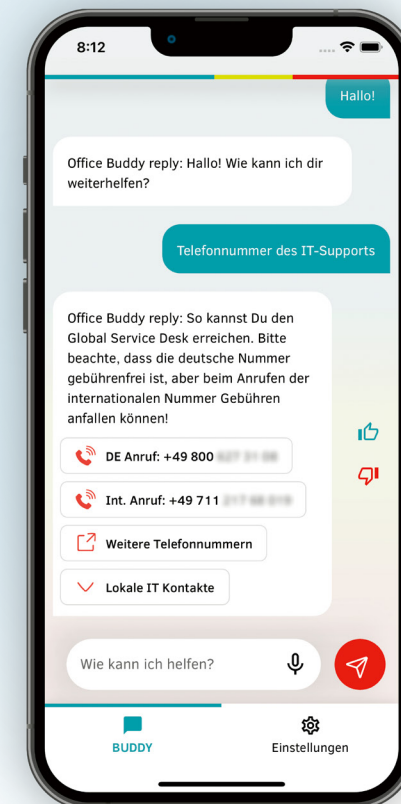 8:12
Hallo!
Office Buddy reply: Hallo! Wie kann ich dir
weiterhelfen?
Telefonnummer des IT-Supports
Office Buddy reply: So kannst Du den
Global Service Desk erreichen. Bitte
beachte, dass die deutsche Nummer
gebührenfrei ist, aber beim Anrufen der
internationalen Nummer Gebühren
anfallen können!
DE Anruf: +49 800
Int. Anruf: +49 711
Weitere Telefonnummern
Lokale IT Kontakte
Wie kann ich helfen?
BUDDY
Einstellungen